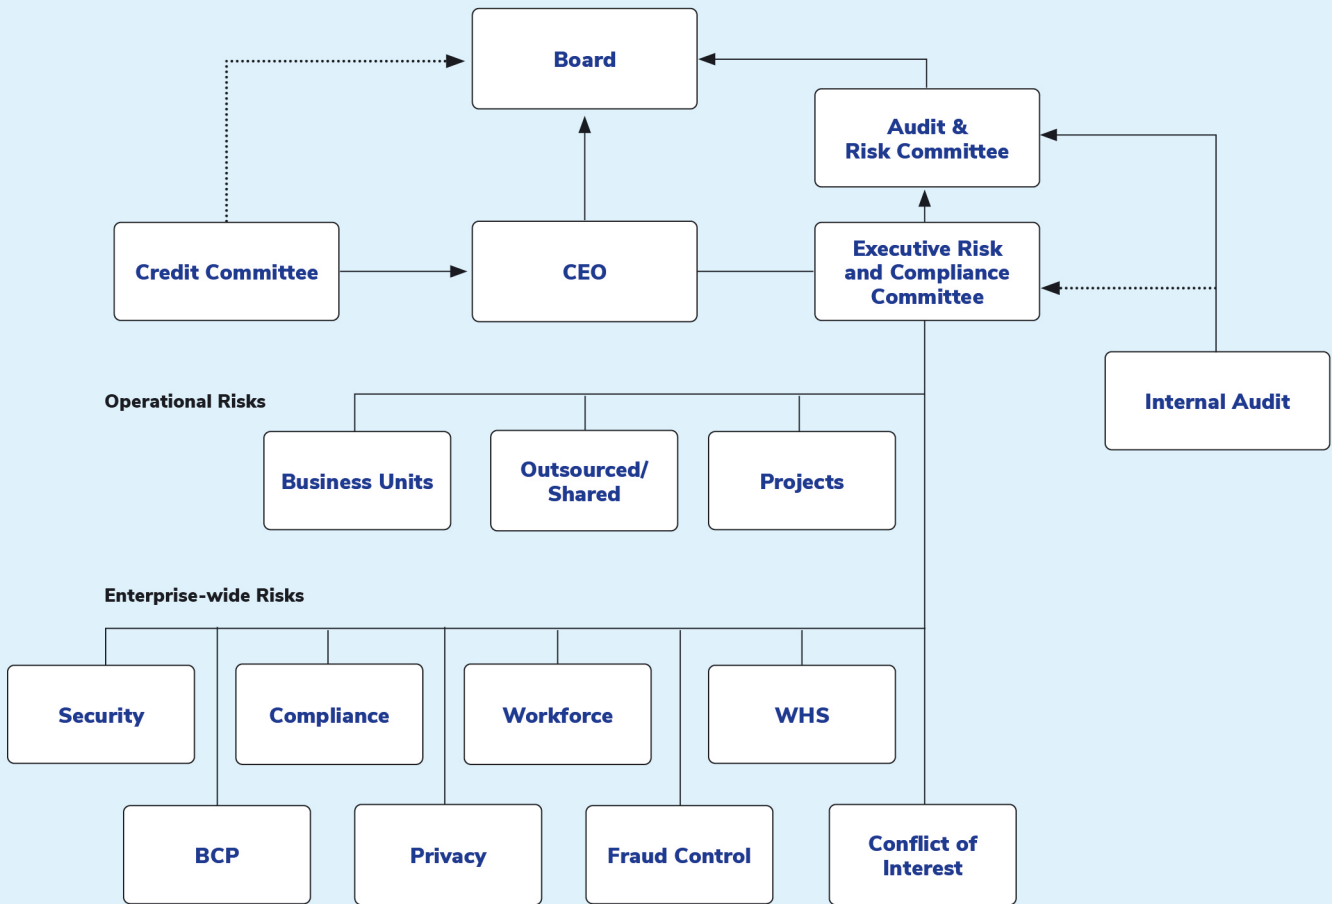 Board
Audit &
Risk Committee
Credit Committee
CEO
Executive Risk
and Compliance
Committee
Internal Audit
Operational Risks
Business Units
Outsourced/
Shared
Projects
Enterprise-wide Risks
Security
Compliance
Workforce
WHS
BCP
Privacy
Fraud Control
Conflict of
Interest